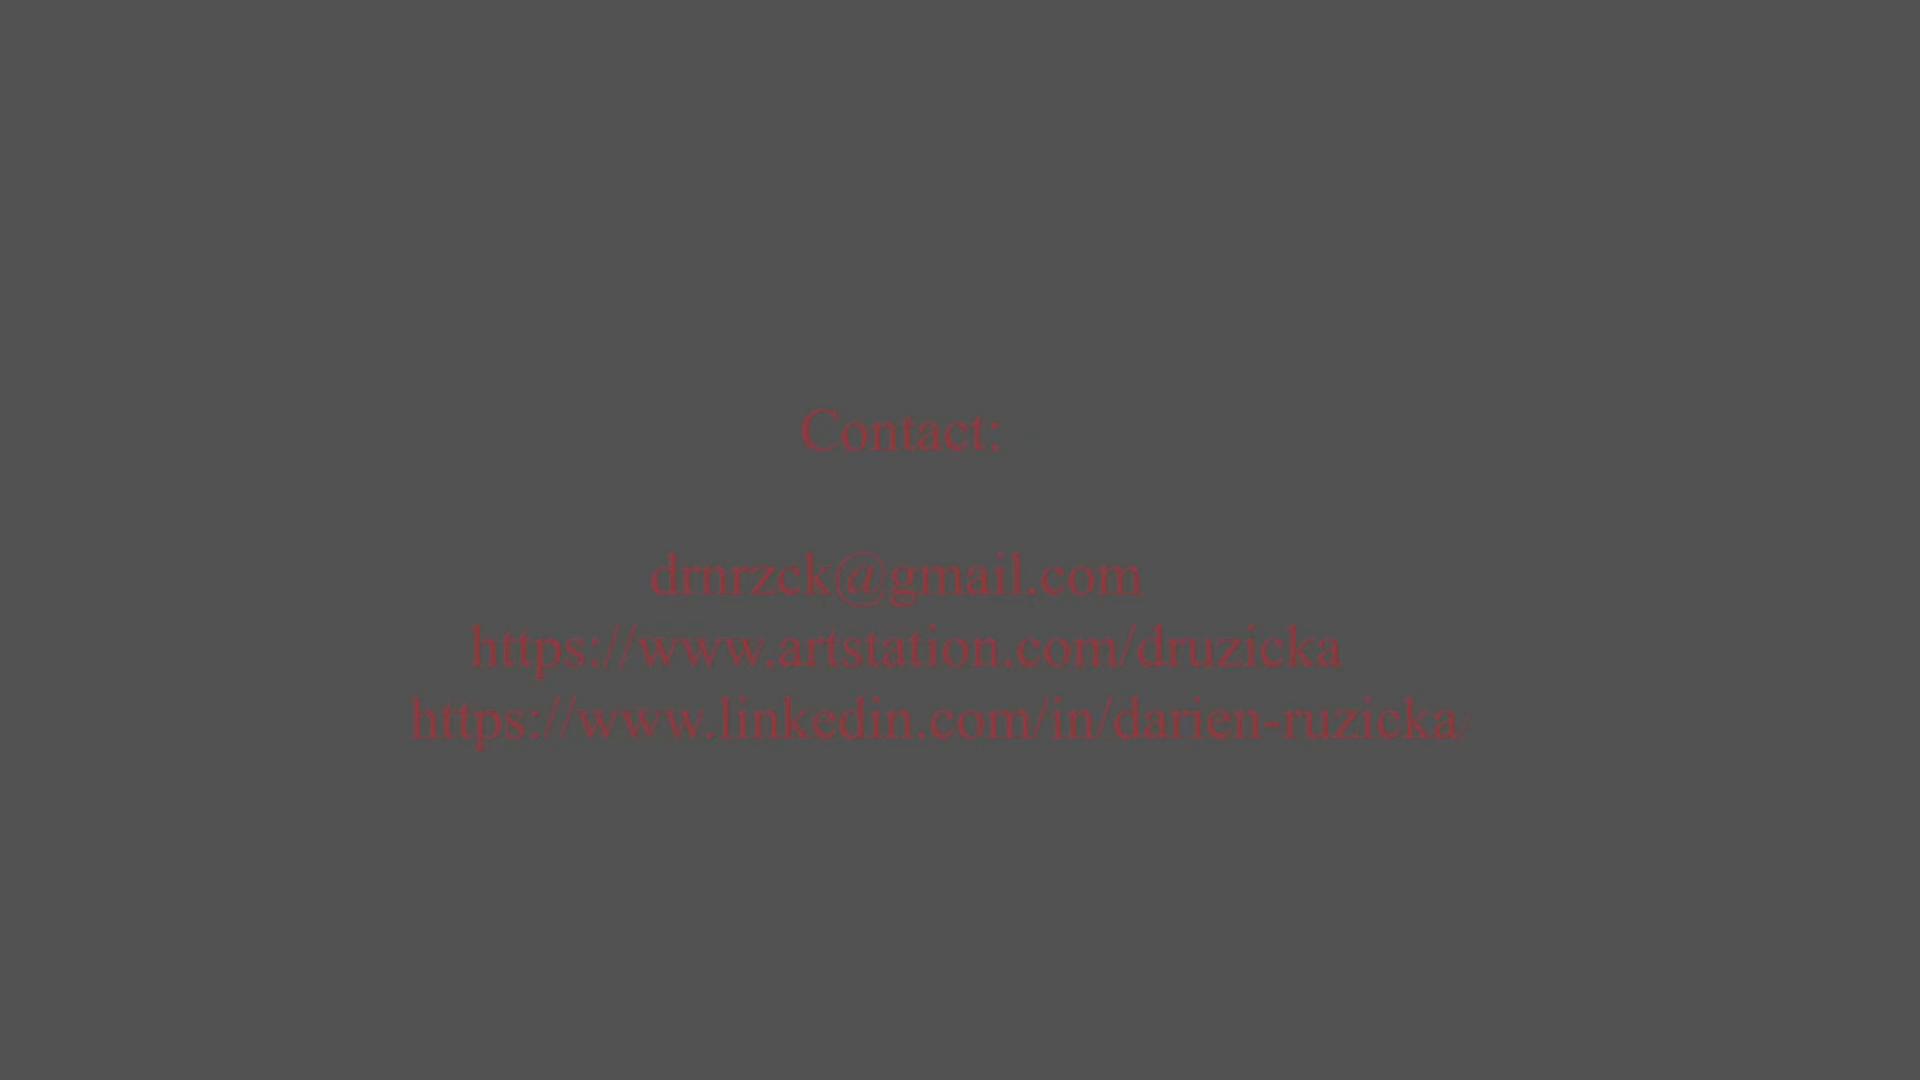 Contact:
drnrzck@gmail.com
https://www.artstation.com/druzicka
https://www.linkedin.com/in/darien-ruzicka/